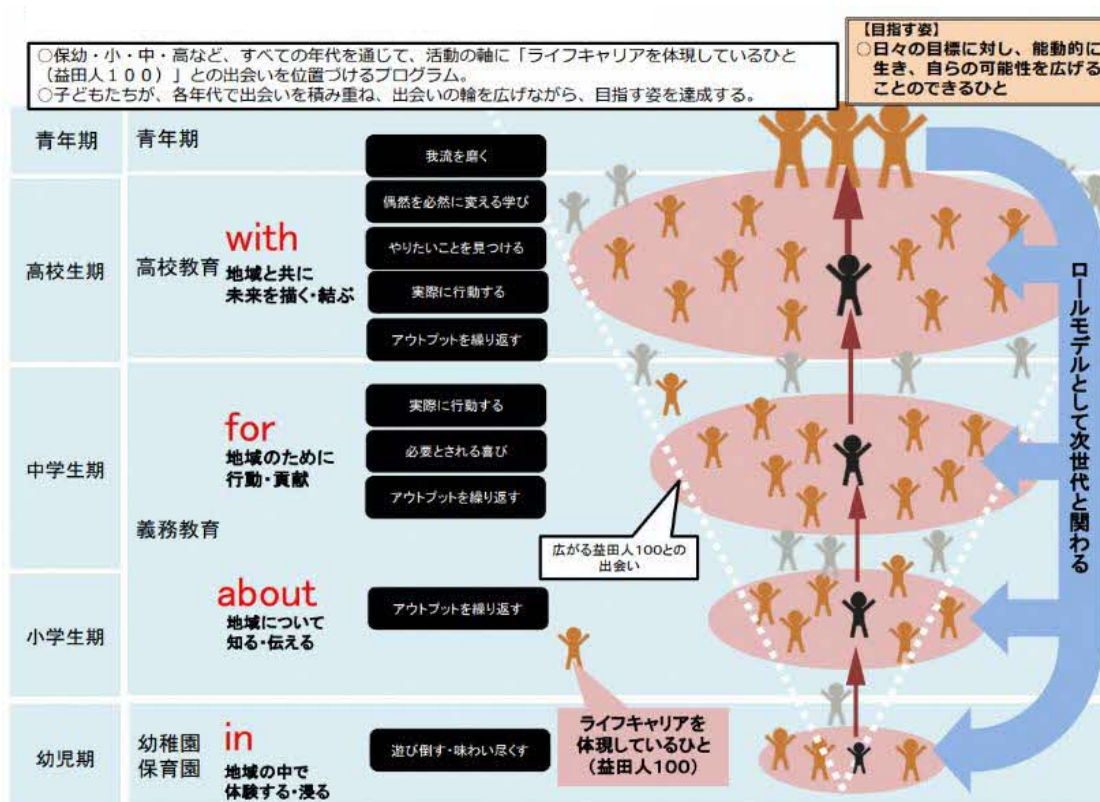 ○保幼・小・中・高など、すべての年代を通じて、活動の軸に「ライフキャリアを体現しているひと
（益田人１００）」との出会いを位置づけるプログラム。
○子どもたちが、各年代で出会いを積み重ね、出会いの輪を広げながら、目指す姿を達成する。
【目指す姿】
○日々の目標に対し、能動的に
生き、自らの可能性を広げる
ことのできるひと
青年期
青年期
我流を磨く
高校生期
高校教育
with
地域と共に
未来を描く・結ぶ
偶然を必然に変える学び
やりたいことを見つける
実際に行動する
アウトプットを繰り返す
中学生期
for
地域のために
行動・貢献
実際に行動する
必要とされる喜び
アウトプットを繰り返す
義務教育
広がる益田人100との
出会い
小学生期
about
地域について
知る・伝える
アウトプットを繰り返す
幼児期
幼稚園
保育園
in
地域の中で
体験する・浸る
遊び倒す・味わい尽くす
ライフキャリアを
体現しているひと
（益田人100）
ロールモデルとして次世代と関わる